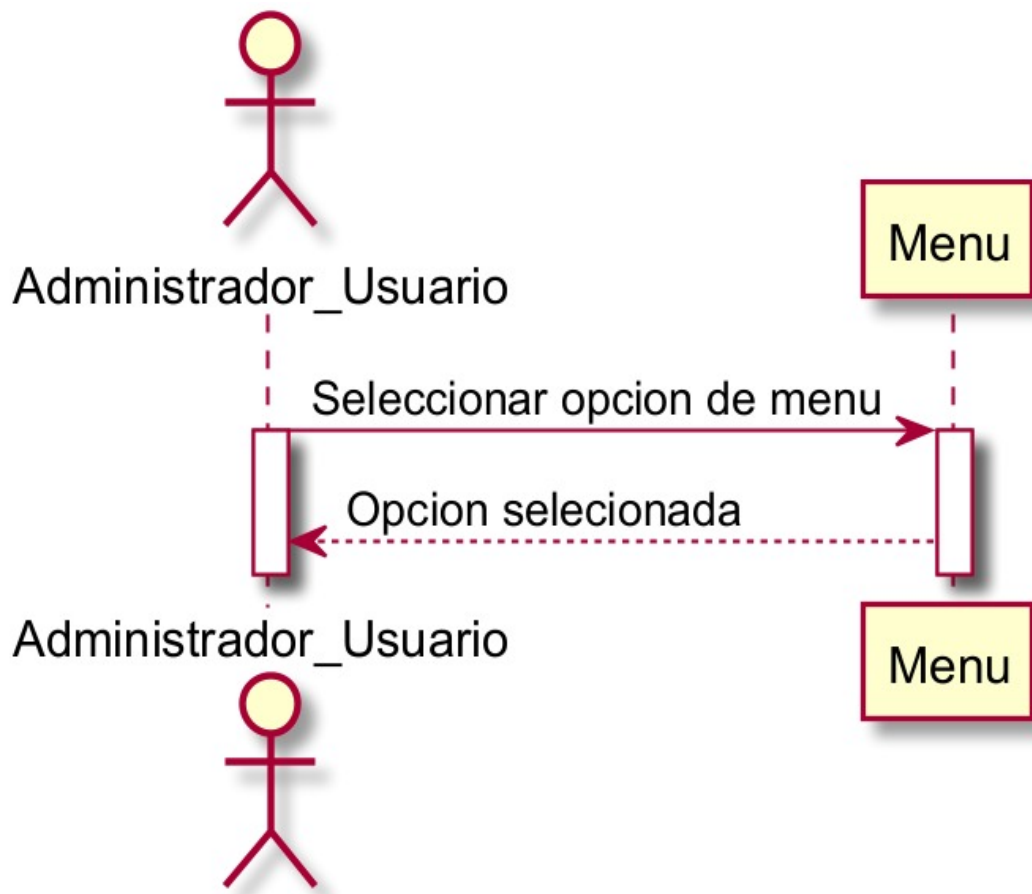 Administrador_Usuario
Menu
Seleccionar opcion de menu
Opcion selecionada
Administrador_Usuario
Menu